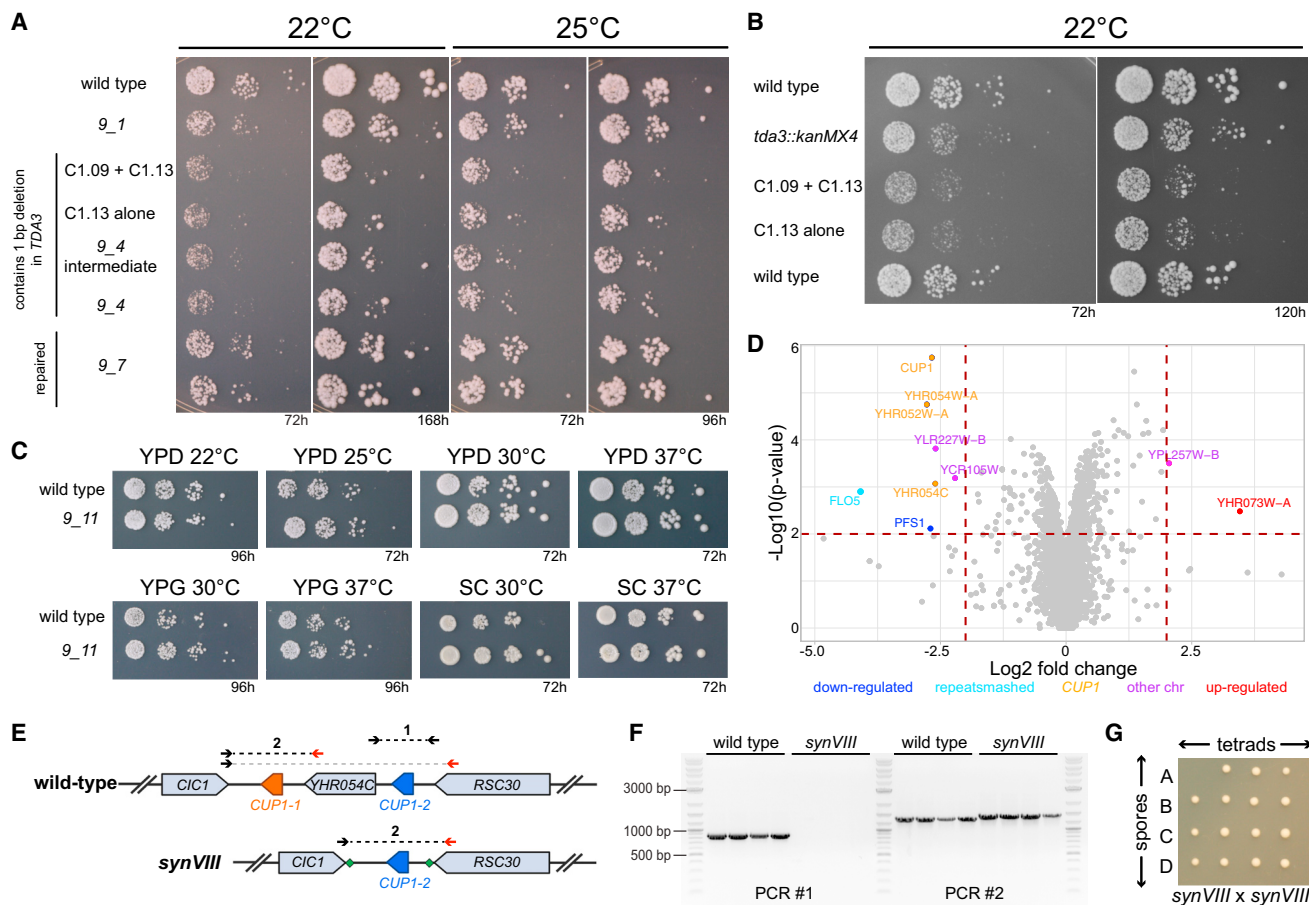 A
22°C
25°C
wild type
9_1
contains 1 bp deletion
in TDA3
C1.09 + C1.13
C1.13 alone
9_4
intermediate
9_4
repaired
9_7
72h
168h
72h
96h
B
22°C
wild type
tda3::kanMX4
C1.09 + C1.13
C1.13 alone
wild type
72h
120h
C
YPD 22°C
YPD 25°C
YPD 30°C
YPD 37°C
wild type
9_11
96h
72h
72h
72h
YPG 30°C
YPG 37°C
SC 30°C
SC 37°C
wild type
9_11
96h
96h
72h
72h
D
-Log10(p-value)
6
4
2
0
CUP1
YHR054W-A
YHR052W-A
YLR227W-B
YCR105W
YHR054C
FLO5
PFS1
YPL257W-B
YHR073W-A
-5.0
-2.5
0
2.5
Log2 fold change
down-regulated
repeatsmashed
CUP1
other chr
up-regulated
E
2
1
wild-type
CIC1
YHR054C
RSC30
CUP1-1
CUP1-2
2
synVIII
CIC1
RSC30
CUP1-2
F
wild type
synVIII
wild type
synVIII
3000 bp
1000 bp
500 bp
PCR #1
PCR #2
G
tetrads
spores
A
B
C
D
synVIII x synVIII